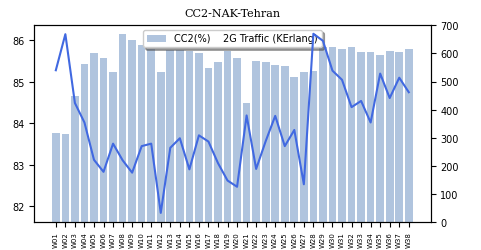 CC2-NAK-Tehran
CC2(%) 2G Traffic (KErlang)
86
85
84
83
82
700
600
500
400
300
200
100
0
W01
W02
W03
W04
W05
W06
W07
W08
W09
W10
W11
W12
W13
W14
W15
W16
W17
W18
W19
W20
W21
W22
W23
W24
W25
W26
W27
W28
W29
W30
W31
W32
W33
W34
W35
W36
W37
W38